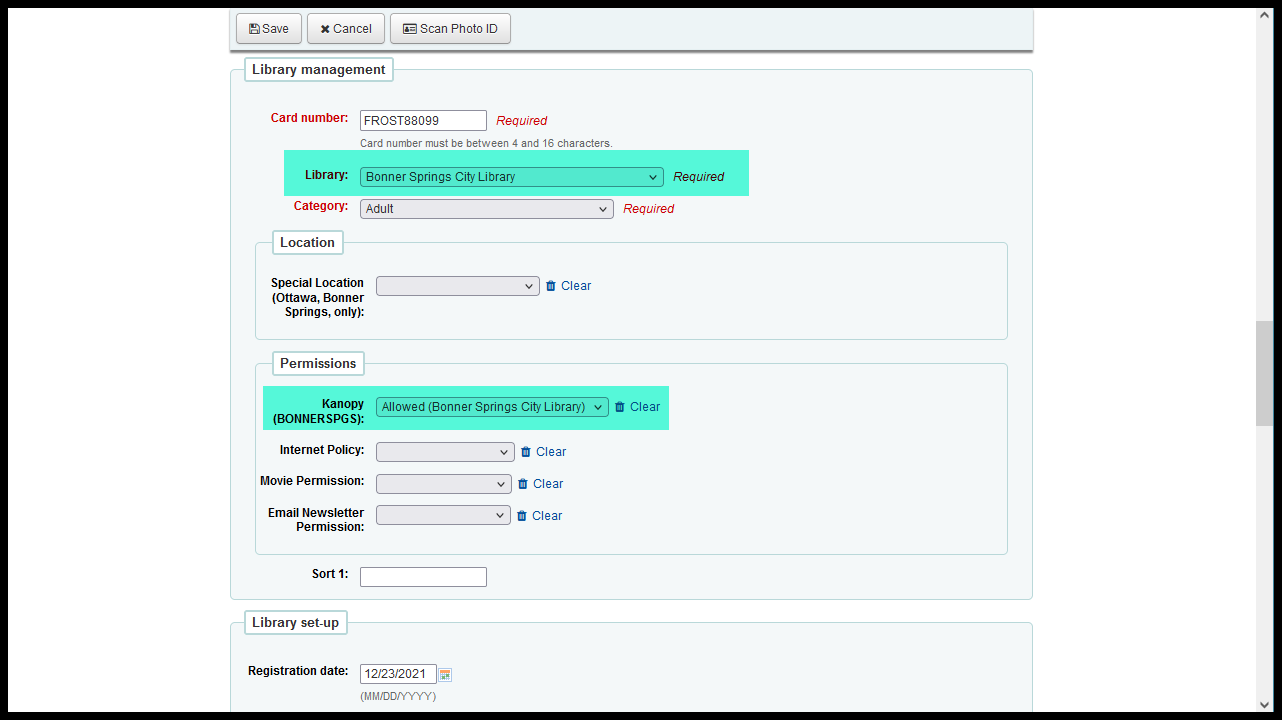 Save Cancel Scan Photo ID
Library management
Card number: FROST88099 Required
Card number must be between 4 and 16 characters.
Library: Bonner Springs City Library Required
Category: Adult Required
Location
Special Location
(Ottawa, Bonner
Springs, only):
Clear
Permissions
Kanopy
(BONNERSPGS):
Allowed (Bonner Springs City Library) Clear
Internet Policy: Clear
Movie Permission: Clear
Email Newsletter
Permission:
Clear
Sort 1:
Library set-up
Registration date: 12/23/2021
(MM/DD/YYYY)